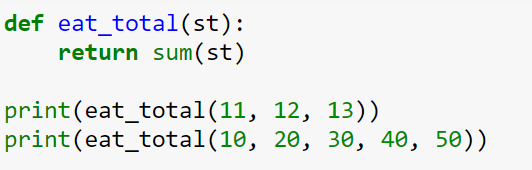 def eat_total(st):
    return sum(st)
print(eat_total(11, 12, 13))
print(eat_total(10, 20, 30, 40, 50))